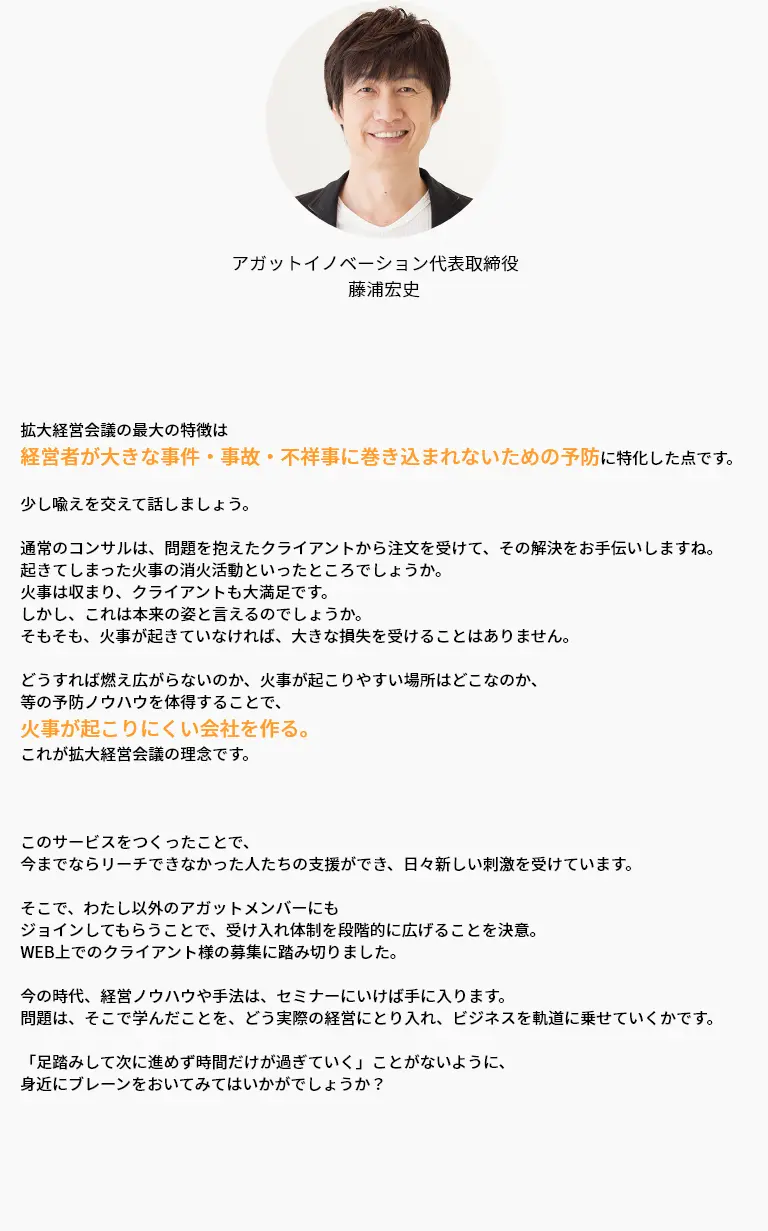 アガットイノベーション代表取締役
藤浦宏史
拡大経営会議の最大の特徴は
経営者が大きな事件・事故・不祥事に巻き込まれないための予防に特化した点です。
少し喩えを交えて話しましょう。
通常のコンサルは、問題を抱えたクライアントから注文を受けて、その解決をお手伝いしますね。
起きてしまった火事の消火活動といったところでしょうか。
火事は収まり、クライアントも大満足です。
しかし、これは本来の姿と言えるのでしょうか。
そもそも、火事が起きていなければ、大きな損失を受けることはありません。
どうすれば燃え広がらないのか、火事が起こりやすい場所はどこなのか、
等の予防ノウハウを体得することで、
火事が起こりにくい会社を作る。
これが拡大経営会議の理念です。
このサービスをつくったことで、
今までならリーチできなかった人たちの支援ができ、日々新しい刺激を受けています。
そこで、わたし以外のアガットメンバーにも
ジョインしてもらうことで、受け入れ体制を段階的に広げることを決意。
WEB上でのクライアント様の募集に踏み切りました。
今の時代、経営ノウハウや手法は、セミナーにいけば手に入ります。
問題は、そこで学んだことを、どう実際の経営にとり入れ、ビジネスを軌道に乗せていくかです。
「足踏みして次に進めず時間だけが過ぎていく」ことがないように、
身近にブレーンをおいてみてはいかがでしょうか？